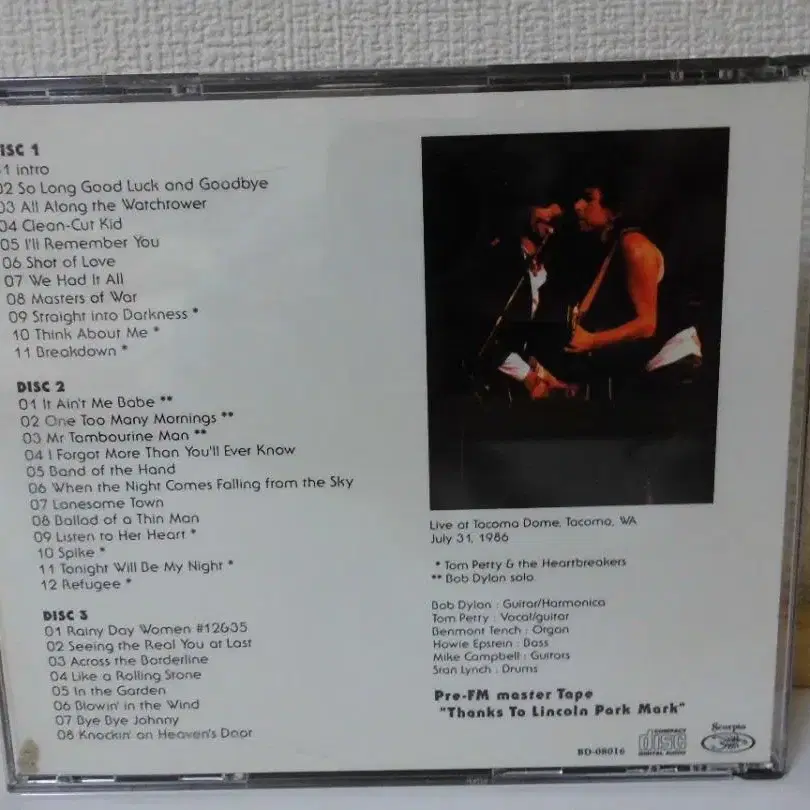 ISC 1
1 intro
02 So Long Good Luck and Goodbye
03 All Along the Watchtower
04 Clean-Cut Kid
05 I'll Remember You
06 Shot of Love
07 We Had It All
08 Masters of War
09 Straight into Darkness *
10 Think About Me *
11 Breakdown *
DISC 2
01 It Ain't Me Babe **
02 One Too Many Mornings **
03 Mr Tambourine Man **
04 I Forgot More Than You'll Ever Know
05 Band of the Hand
06 When the Night Comes Falling from the Sky
07 Lonesome Town
08 Ballad of a Thin Man
09 Listen to Her Heart *
10 Spike *
11 Tonight Will Be My Night *
12 Refugee *
DISC 3
01 Rainy Day Women #12&35
02 Seeing the Real You at Last
03 Across the Borderline
04 Like a Rolling Stone
05 In the Garden
06 Blowin' in the Wind
07 Bye Bye Johnny
08 Knockin' on Heaven's Door
Live at Tacoma Dome, Tacoma, WA
July 31, 1986
* Tom Petty & the Heartbreakers
** Bob Dylan solo
Bob Dylan : Guitar/Harmonica
Tom Perry : Vocal/guitar
Benmont Tench : Organ
Howie Epstein : Bass
Mike Campbell : Guitars
Stan Lynch : Drums
Pre-FM master Tape
"Thanks To Lincoln Park Mark"
BD-08016
COMPACT
disc
DIGITAL AUDIO
Scorpio